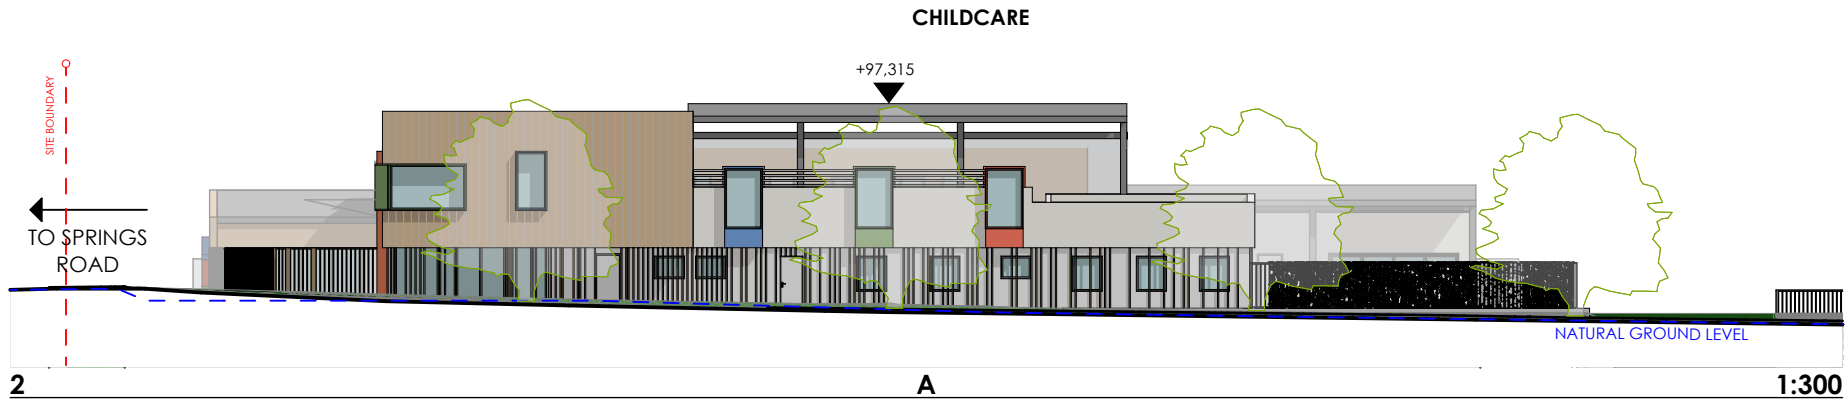 CHILDCARE
+97,315
SITE BOUNDARY
TO SPRINGS
ROAD
NATURAL GROUND LEVEL
2 A 1:300